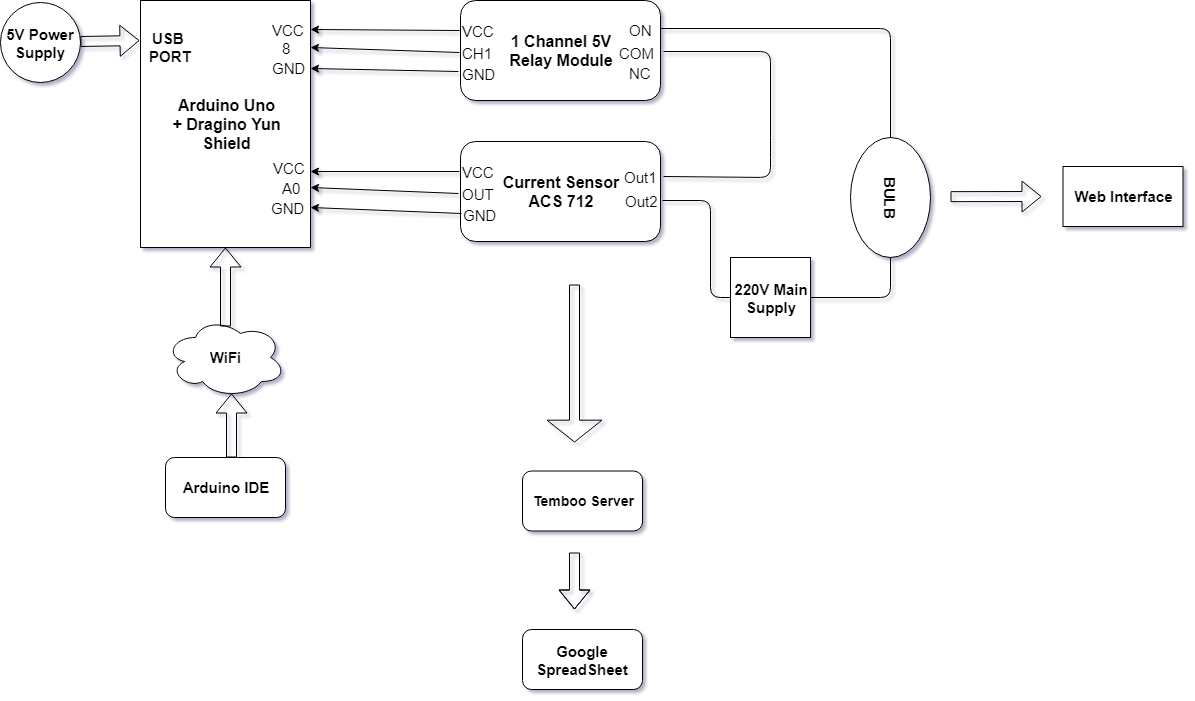 5V Power
Supply
USB
PORT
VCC
8
GND
Arduino Uno
+ Dragino Yun
Shield
VCC
A0
GND
VCC
CH1
GND
1 Channel 5V
Relay Module
ON
COM
NC
VCC
OUT
GND
Current Sensor
ACS 712
Out1
Out2
BULB
Web Interface
220V Main
Supply
WiFi
Arduino IDE
Temboo Server
Google
SpreadSheet